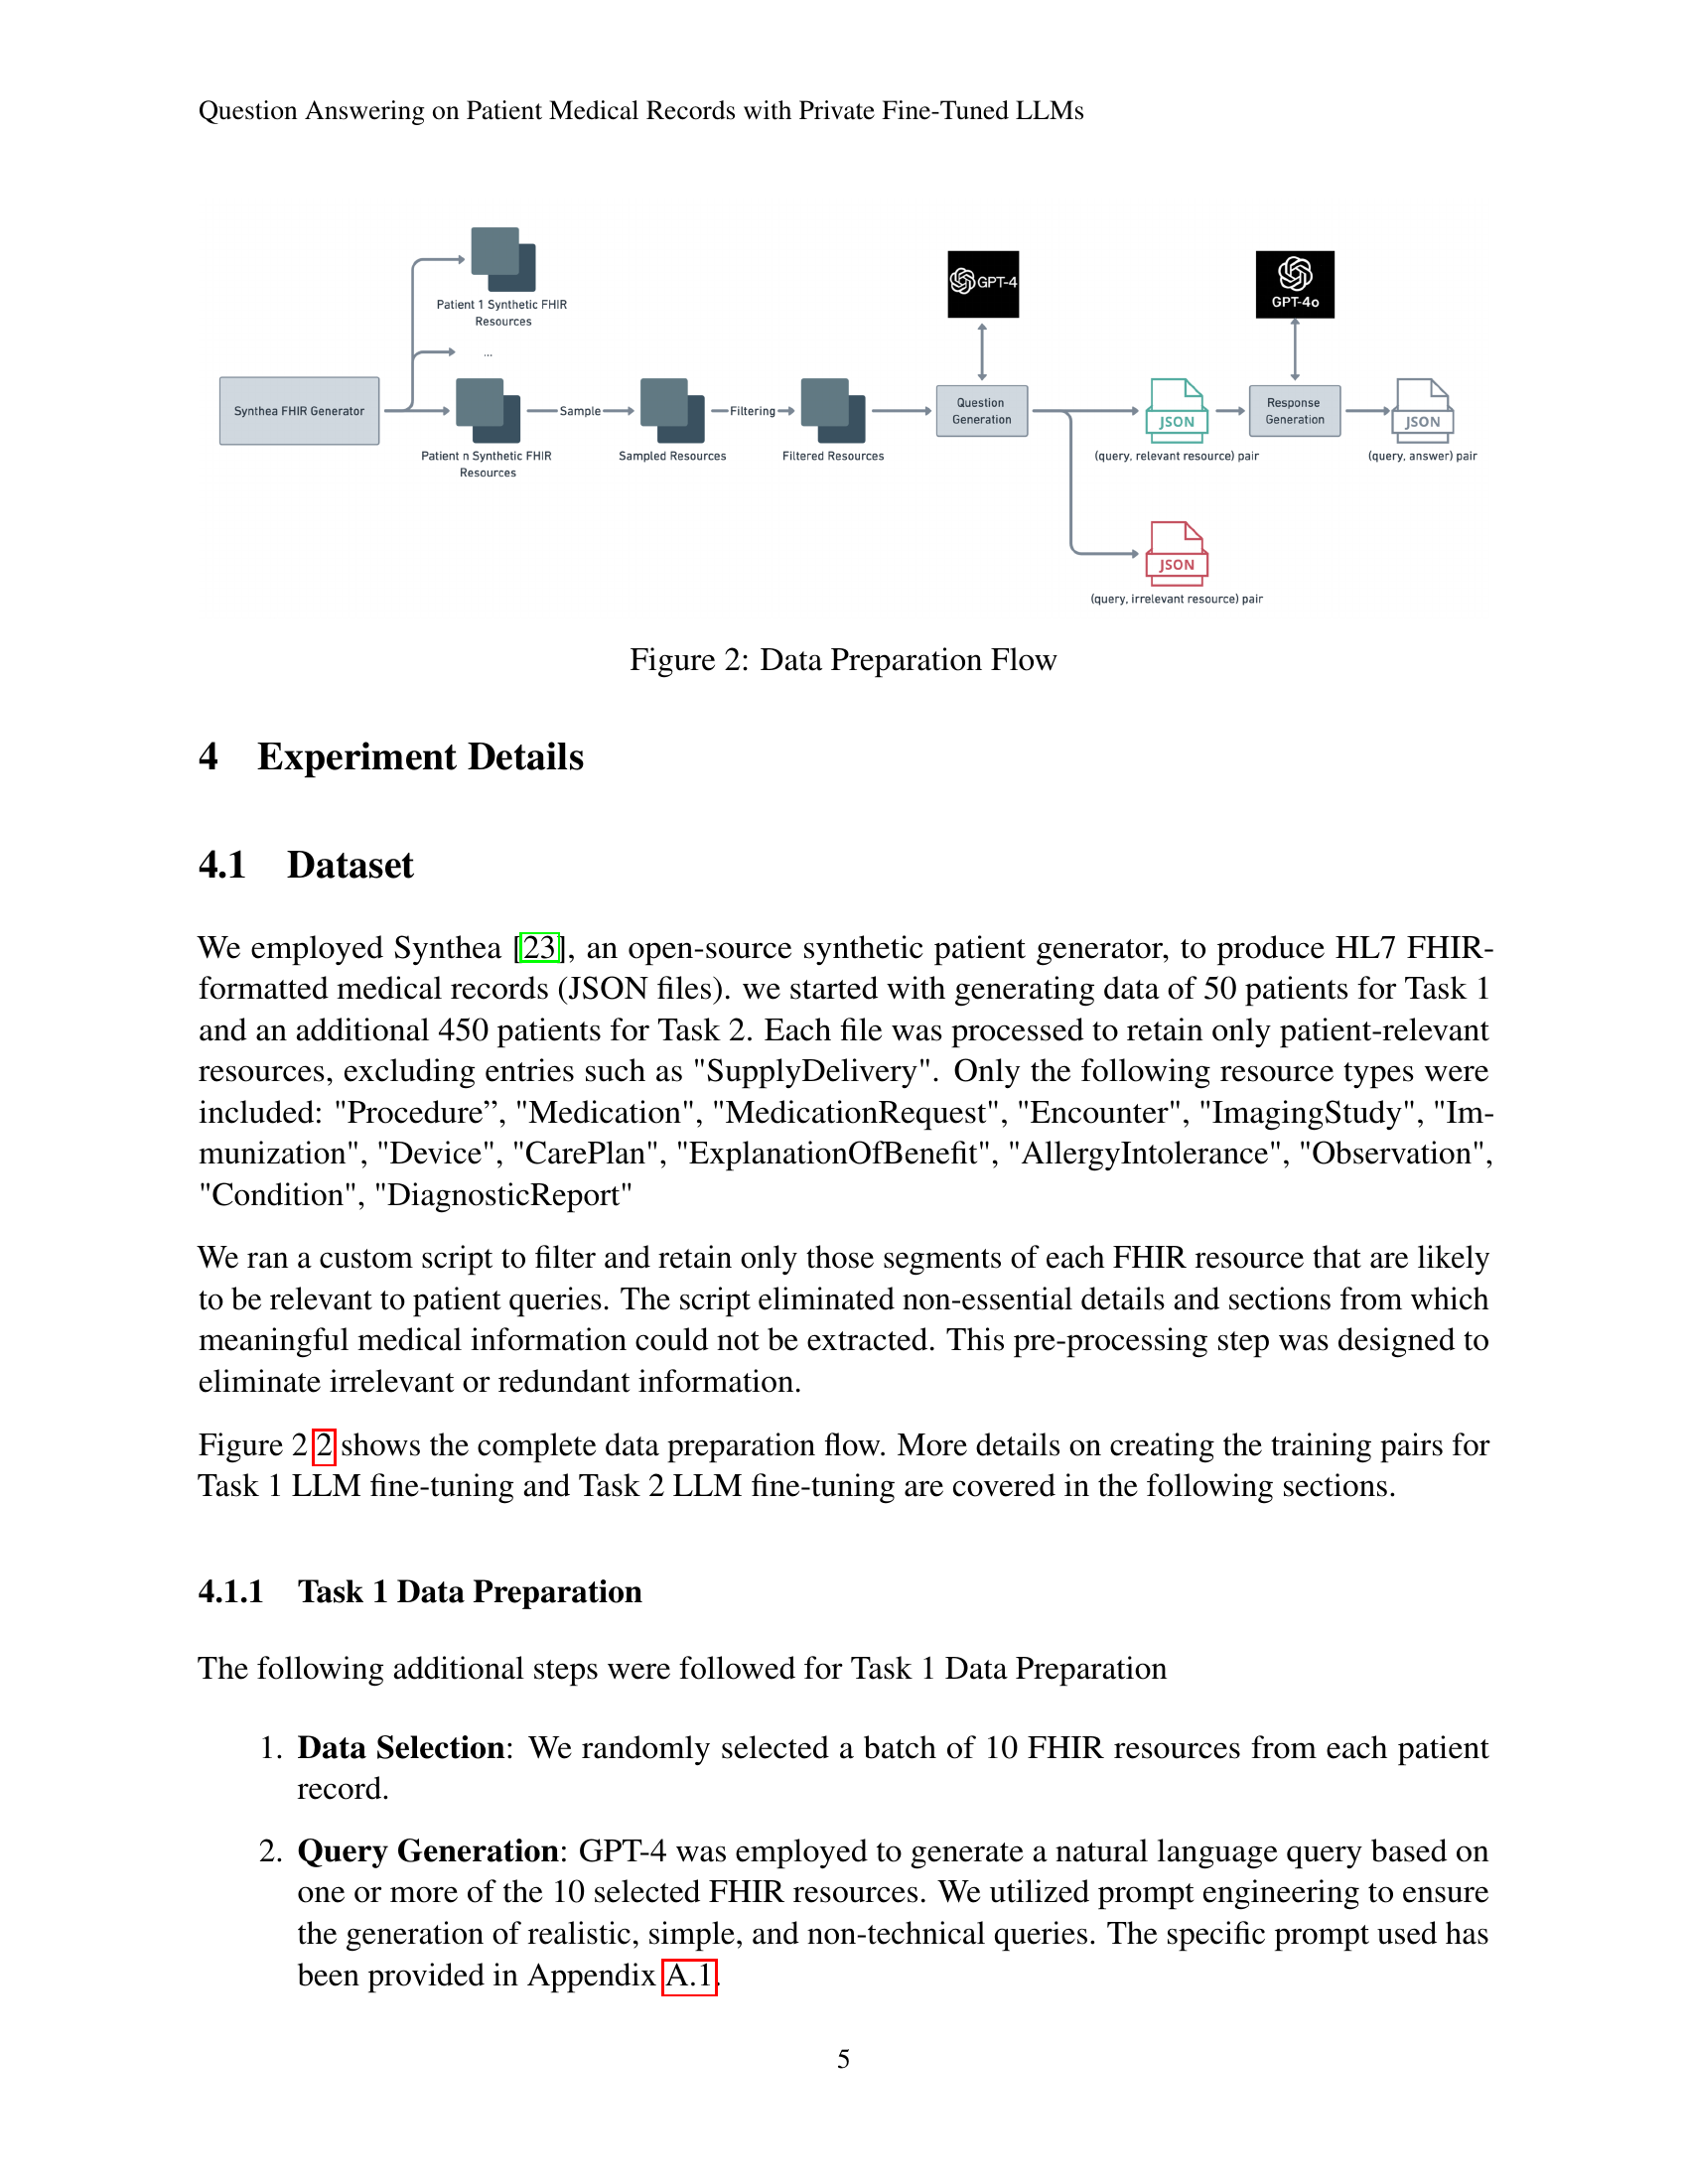 Question Answering on Patient Medical Records with Private Fine-Tuned LLMs
Patient 1 Synthetic FHIR
Resources
...
GPT-4
GPT-4o
Synthea FHIR Generator
Patient n Synthetic FHIR
Resources
Sample
Sampled Resources
Filtering
Filtered Resources
Question
Generation
JSON
(query, relevant resource) pair
Response
Generation
JSON
(query, answer) pair
JSON
(query, irrelevant resource) pair
Figure 2: Data Preparation Flow
4 Experiment Details
4.1 Dataset
We employed Synthea [23], an open-source synthetic patient generator, to produce HL7 FHIR-
formatted medical records (JSON files). we started with generating data of 50 patients for Task 1
and an additional 450 patients for Task 2. Each file was processed to retain only patient-relevant
resources, excluding entries such as "SupplyDelivery". Only the following resource types were
included: "Procedure”, "Medication", "MedicationRequest", "Encounter", "ImagingStudy", "Im-
munization", "Device", "CarePlan", "ExplanationOfBenefit", "AllergyIntolerance", "Observation",
"Condition", "DiagnosticReport"
We ran a custom script to filter and retain only those segments of each FHIR resource that are likely
to be relevant to patient queries. The script eliminated non-essential details and sections from which
meaningful medical information could not be extracted. This pre-processing step was designed to
eliminate irrelevant or redundant information.
Figure 2 2 shows the complete data preparation flow. More details on creating the training pairs for
Task 1 LLM fine-tuning and Task 2 LLM fine-tuning are covered in the following sections.
4.1.1 Task 1 Data Preparation
The following additional steps were followed for Task 1 Data Preparation
1. Data Selection: We randomly selected a batch of 10 FHIR resources from each patient
record.
2. Query Generation: GPT-4 was employed to generate a natural language query based on
one or more of the 10 selected FHIR resources. We utilized prompt engineering to ensure
the generation of realistic, simple, and non-technical queries. The specific prompt used has
been provided in Appendix A.1.
5